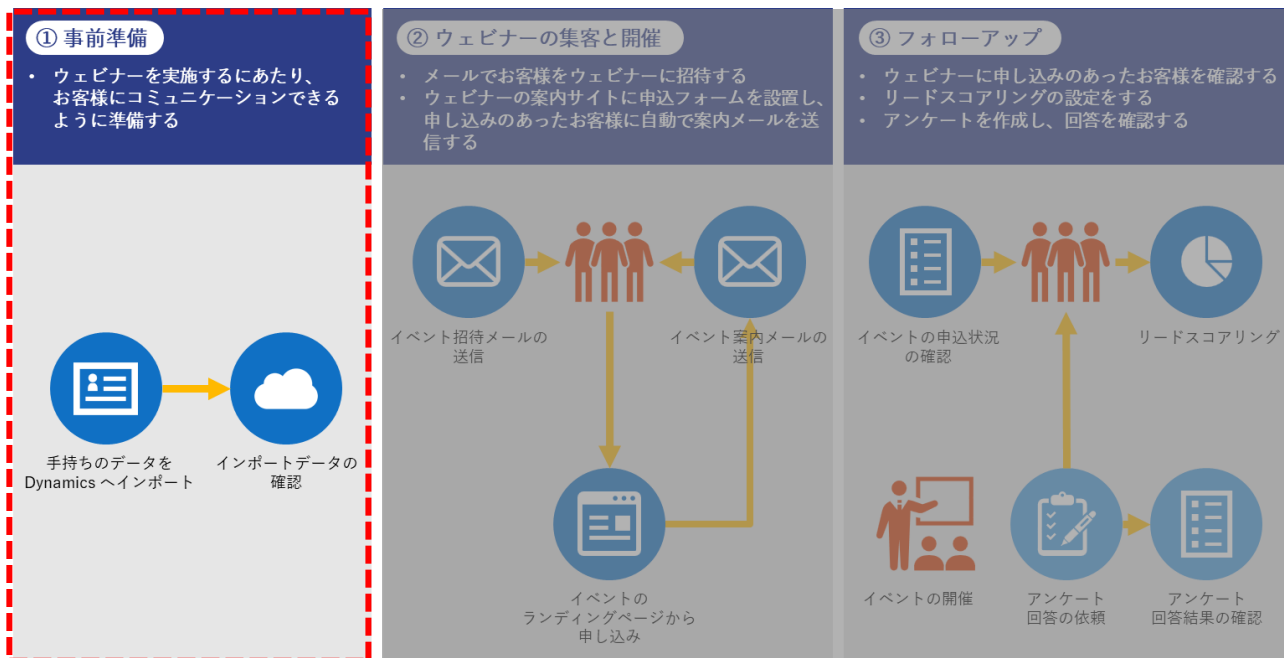 ① 事前準備
• ウェビナーを実施するにあたり、
お客様にコミュニケーションできる
ように準備する
手持ちのデータを
Dynamics へインポート
インポートデータの
確認
② ウェビナーの集客と開催
• メールでお客様をウェビナーに招待する
• ウェビナーの案内サイトに申込フォームを設置し、
申し込みのあったお客様に自動で案内メールを送
信する
イベント招待メールの
送信
イベント案内メールの
送信
イベントの
ランディングページから
申し込み
③ フォローアップ
• ウェビナーに申し込みのあったお客様を確認する
• リードスコアリングの設定をする
• アンケートを作成し、回答を確認する
イベントの申込状況
の確認
リードスコアリング
イベントの開催
アンケート
回答の依頼
アンケート
回答結果の確認